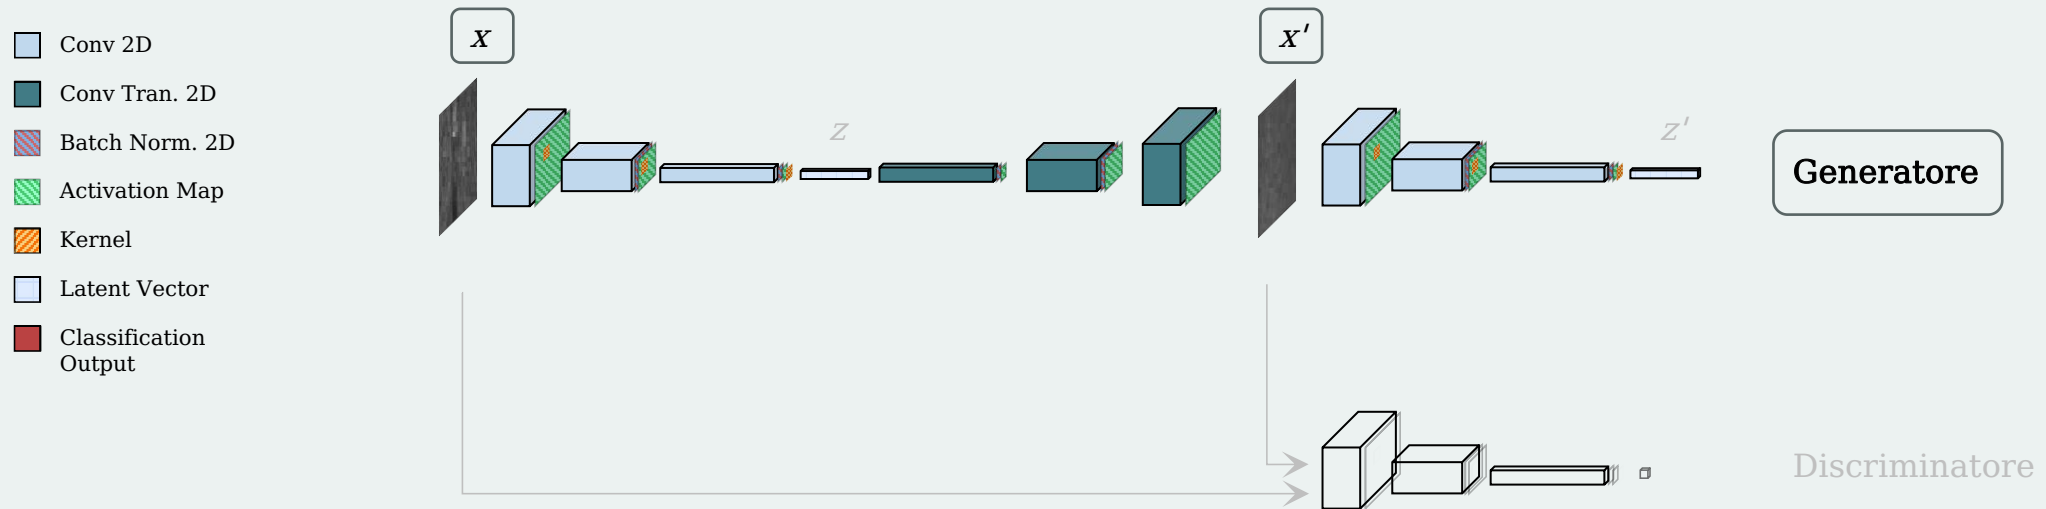 x
x'
Conv 2D
Conv Tran. 2D
Batch Norm. 2D
Activation Map
Kernel
Latent Vector
Classification
Output
z
z'
Generatore
Discriminatore